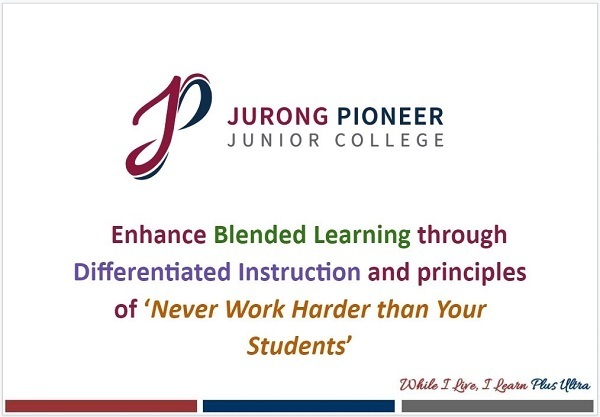 JURONG PIONEER
JUNIOR COLLEGE
Enhance Blended Learning through
Differentiated Instruction and principles
of ‘Never Work Harder than Your
Students’
While I Live, I Learn Plus Ultra